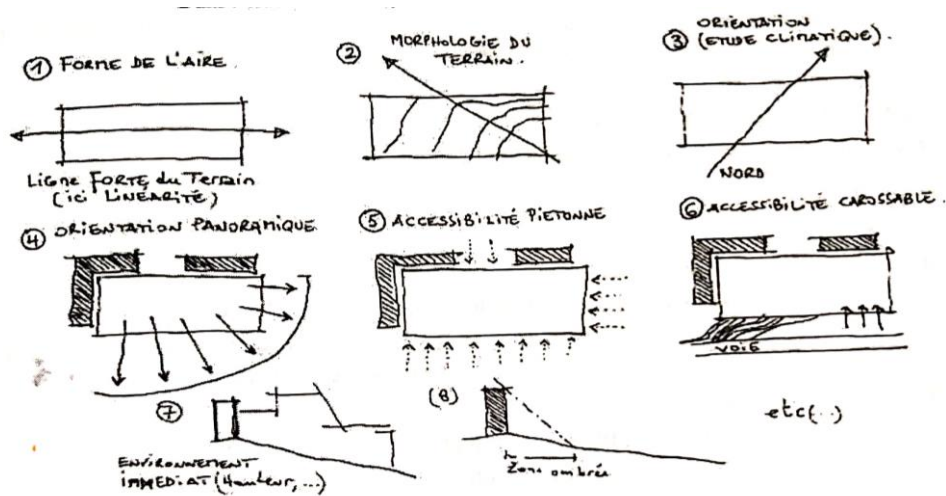 ① FORME DE L'AIRE.
② MORPHOLOGIE DU
TERRAIN.
③ ORIENTATION
(ETUDE CLIMATIQUE).
Ligne FORTE du Terrain
(ici LINÉARITÉ)
NORD
④ ORIENTATION PANORAMIQUE
⑤ ACCESSIBILITÉ PIETONNE
⑥ ACCESSIBILITÉ CAROSSABLE.
VOIE
⑦
ENVIRONNEMENT
IMMEDIAT (Hauteur, ...)
(8)
Zone ombrée
etc(...)